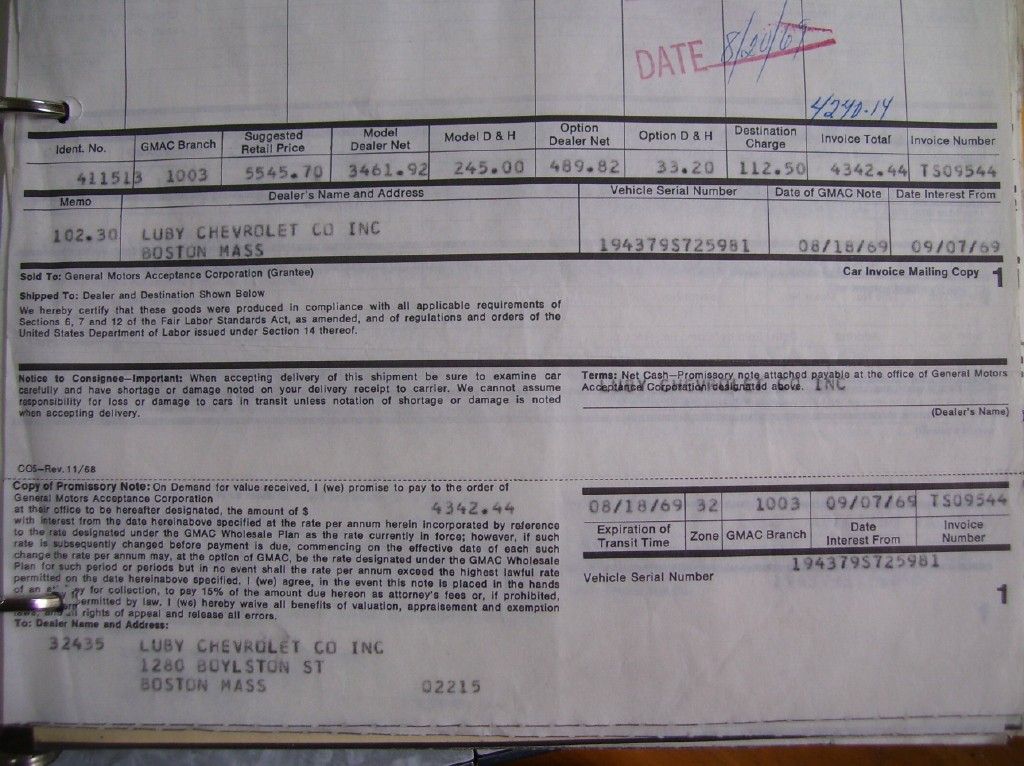 DATE 8/20/69
4240.14
Ident. No. GMAC Branch Suggested Retail Price Model Dealer Net Model D & H Option Dealer Net Option D & H Destination Charge Invoice Total Invoice Number
411513 1003 5545.70 3461.92 245.00 489.82 33.20 112.50 4342.44 TS09544
Memo Dealer's Name and Address Vehicle Serial Number Date of GMAC Note Date Interest From
102.30 LUBY CHEVROLET CO INC
BOSTON MASS 194379S725981 08/18/69 09/07/69
Sold To: General Motors Acceptance Corporation (Grantee) Car Invoice Mailing Copy 1
Shipped To: Dealer and Destination Shown Below
We hereby certify that these goods were produced in compliance with all applicable requirements of
Sections 6, 7 and 12 of the Fair Labor Standards Act, as amended, and of regulations and orders of the
United States Department of Labor issued under Section 14 thereof.
Notice to Consignee—Important: When accepting delivery of this shipment be sure to examine car
carefully and have shortage or damage noted on your delivery receipt to carrier. We cannot assume
responsibility for loss or damage to cars in transit unless notation of shortage or damage is noted
when accepting delivery.
Terms: Net Cash—Promissory note attached payable at the office of General Motors
Acceptance Corporation designated above. INC
(Dealer's Name)
COS—Rev. 11/68
Copy of Promissory Note: On Demand for value received, I (we) promise to pay to the order of
General Motors Acceptance Corporation
at their office to be hereafter designated, the amount of $ 4342.44
with interest from the date hereinabove specified at the rate per annum herein incorporated by reference
to the rate designated under the GMAC Wholesale Plan as the rate currently in force; however, if such
rate is subsequently changed before payment is due, commencing on the effective date of each such
change the rate per annum may, at the option of GMAC, be the rate designated under the GMAC Wholesale
Plan for such period or periods but in no event shall the rate per annum exceed the highest lawful rate
permitted on the date hereinabove specified. I (we) agree, in the event this note is placed in the hands
of an for collection, to pay 15% of the amount due hereon as attorney's fees or, if prohibited,
permitted by law. I (we) hereby waive all benefits of valuation, appraisement and exemption
rights of appeal and release all errors.
08/18/69 32 1003 09/07/69 TS09544
Expiration of Transit Time Zone GMAC Branch Date Interest From Invoice Number
194379S725981
Vehicle Serial Number
1
To: Dealer Name and Address:
32435 LUBY CHEVROLET CO INC
1280 BOYLSTON ST
BOSTON MASS 02215